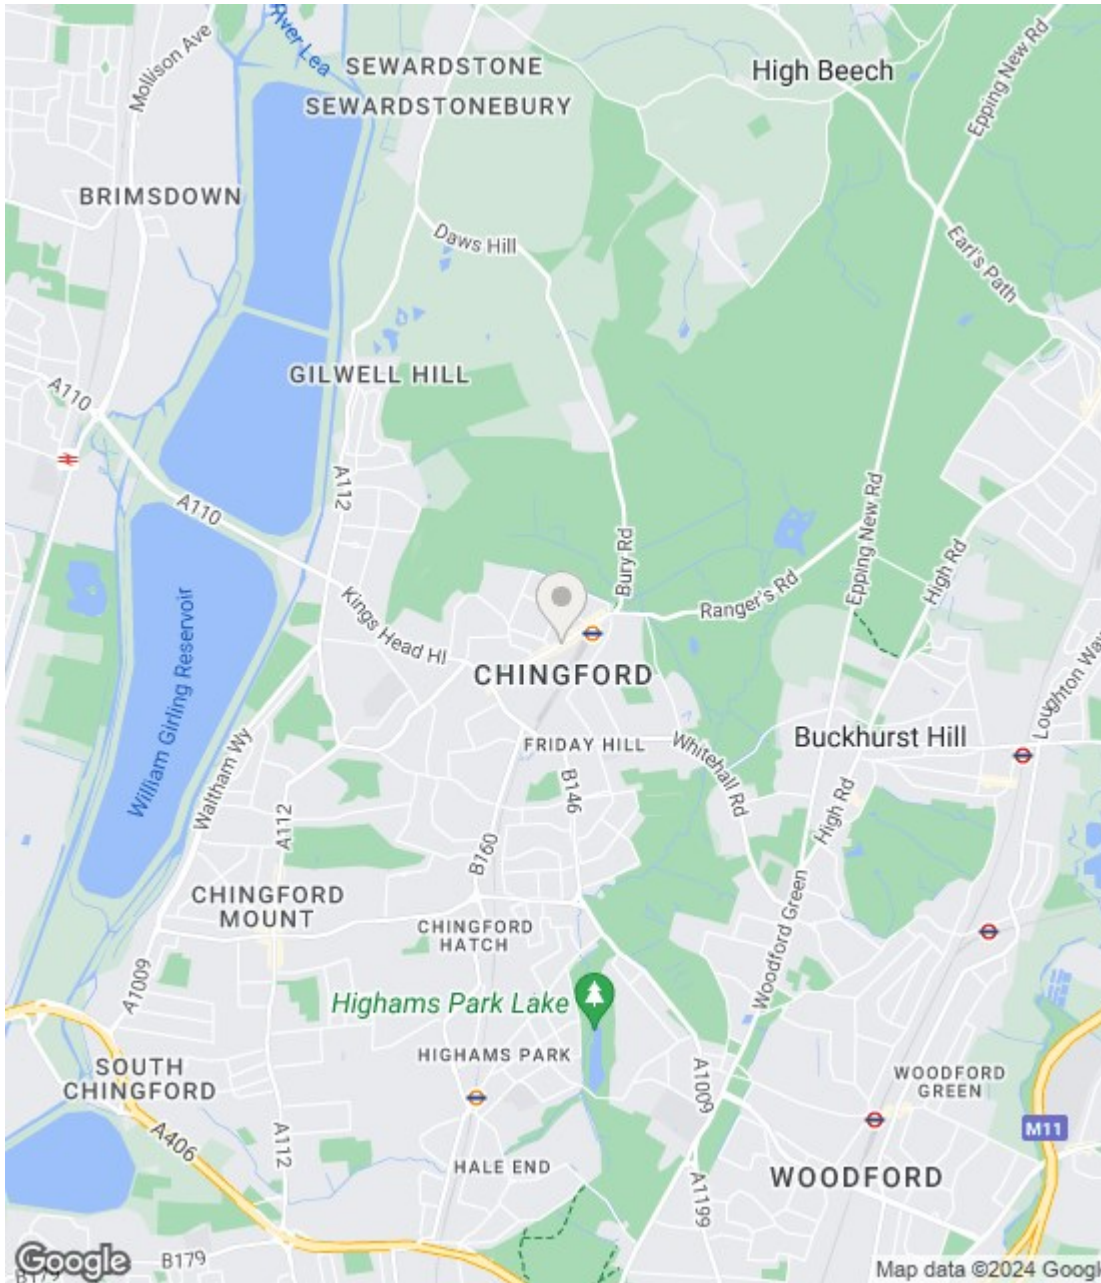 Mollison Ave
River Lea
SEWARDSTONE
SEWARDSTONEBURY
High Beech
Epping New Rd
BRIMSDOWN
Daws Hill
Earl's Path
GILWELL HILL
A110
A112
A110
Epping New Rd
High Rd
Bury Rd
Ranger's Rd
Kings Head Hl
CHINGFORD
William Girling Reservoir
Loughton Way
Buckhurst Hill
FRIDAY HILL
Whitehall Rd
Waltham Wy
B146
High Rd
A112
B160
CHINGFORD
MOUNT
CHINGFORD
HATCH
Woodford Green
A1009
Highams Park Lake
HIGHAMS PARK
SOUTH
CHINGFORD
A1009
WOODFORD
GREEN
M11
A406
A112
HALE END
WOODFORD
A1199
Google
B179
B179
Map data ©2024 Googl